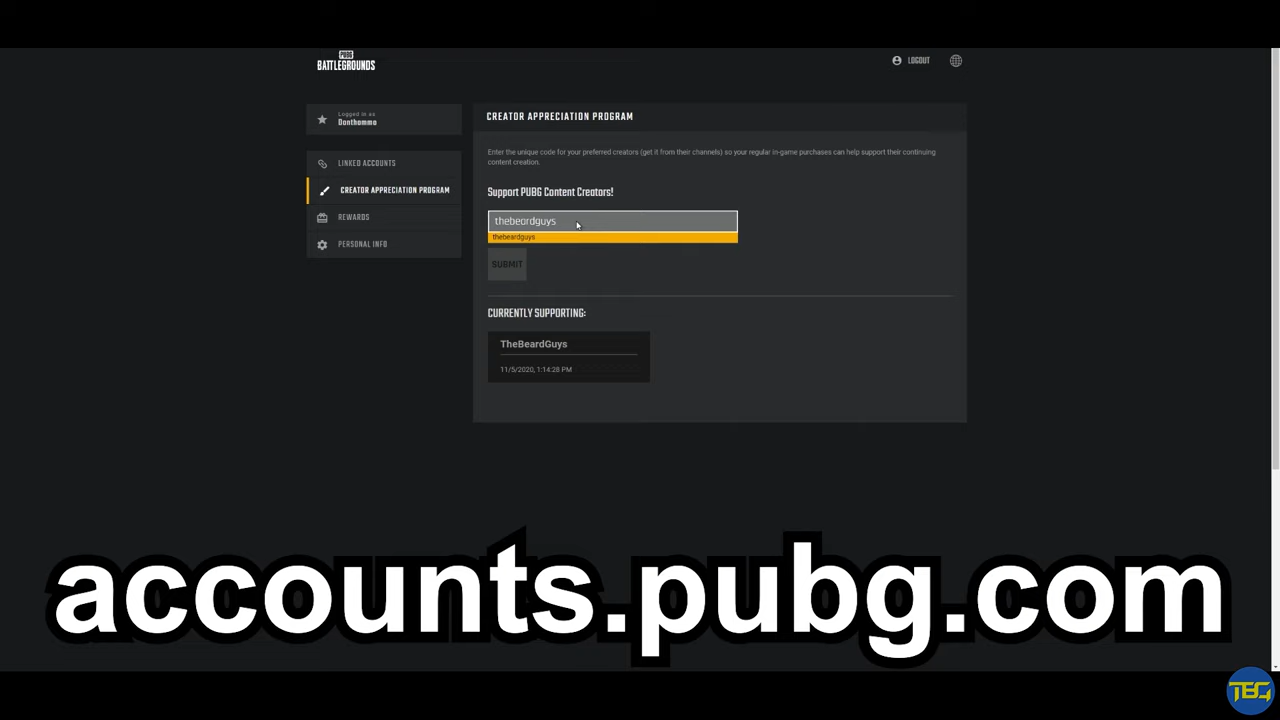 PUBG
BATTLEGROUNDS
LOGOUT
Logged in as
Danthommo
LINKED ACCOUNTS
CREATOR APPRECIATION PROGRAM
REWARDS
PERSONAL INFO
CREATOR APPRECIATION PROGRAM
Enter the unique code for your preferred creators (get it from their channels) so your regular in-game purchases can help support their continuing
content creation.
Support PUBG Content Creators!
thebeardguys
thebeardguys
SUBMIT
CURRENTLY SUPPORTING:
TheBeardGuys
11/5/2020, 1:14:28 PM
accounts.pubg.com
TBG